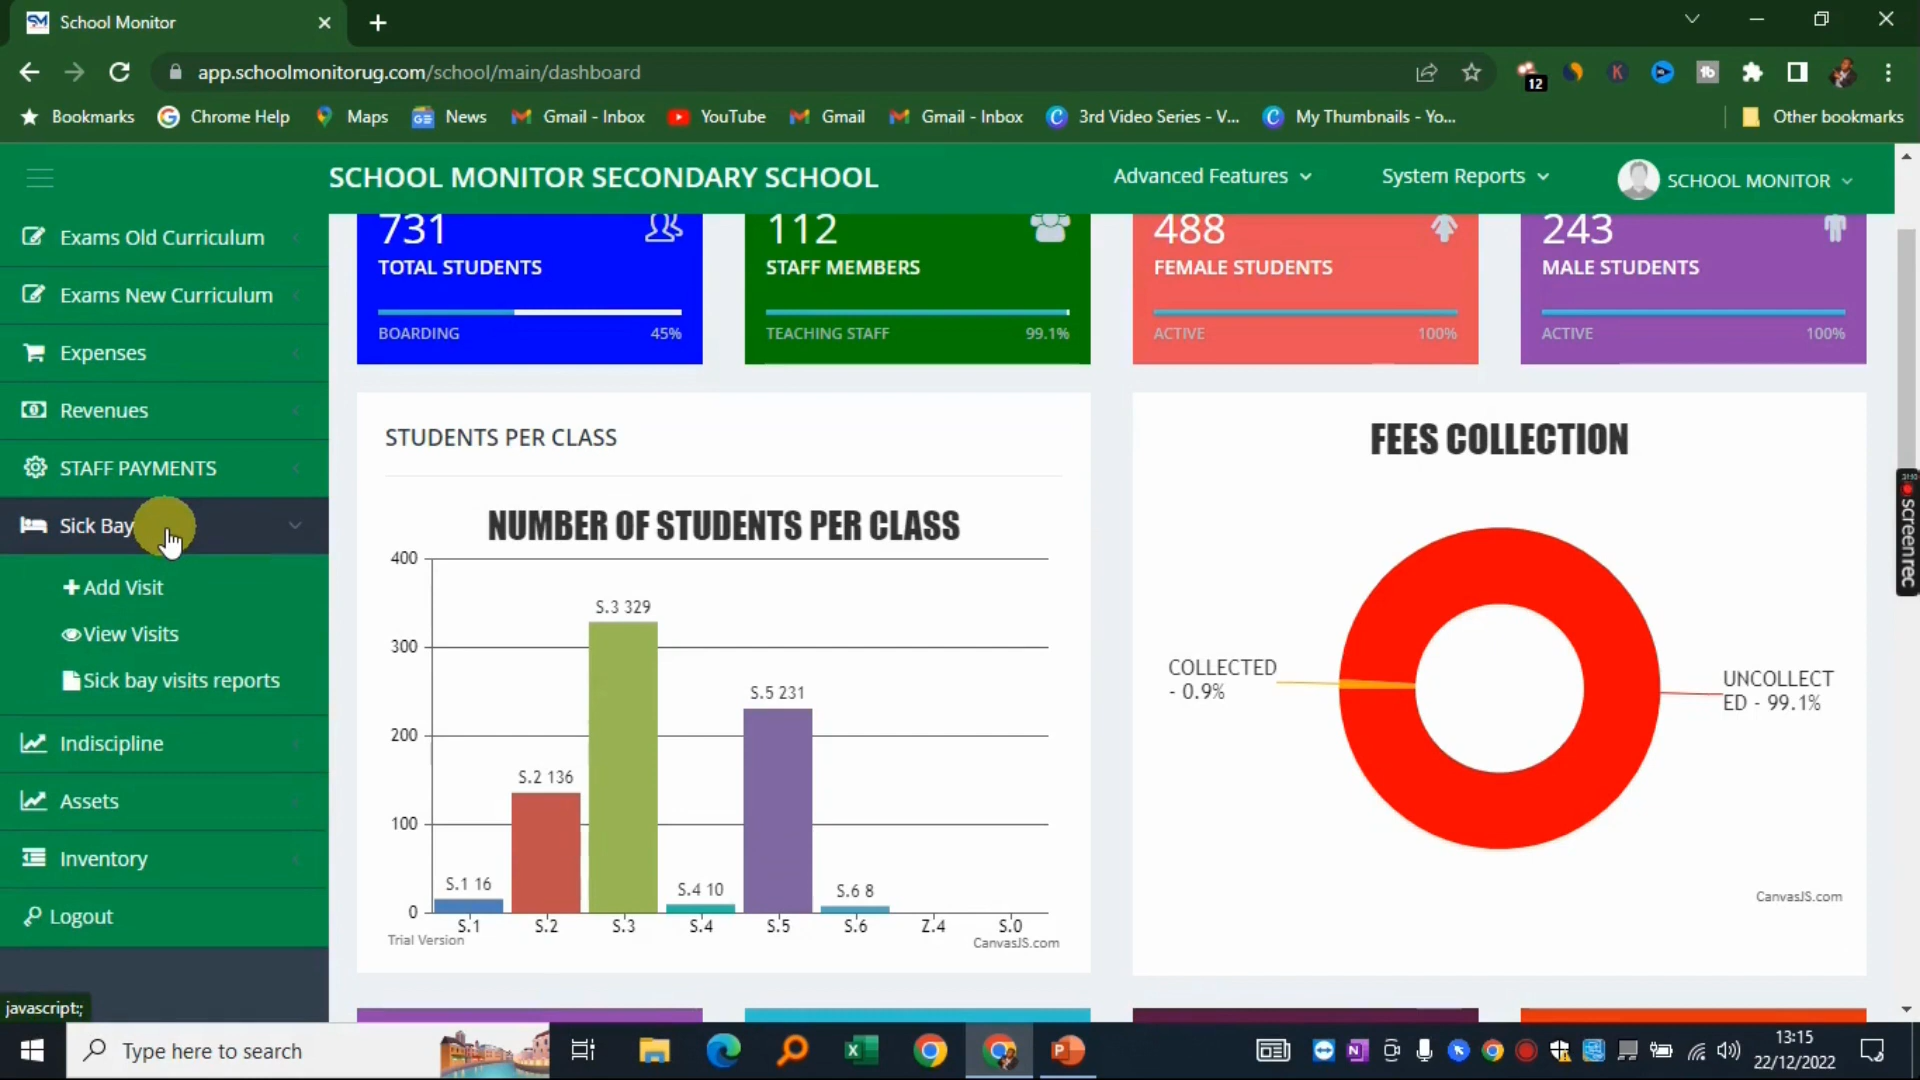 School Monitor
app.schoolmonitorug.com/school/main/dashboard
12
Bookmarks
Chrome Help
Maps
News
Gmail - Inbox
YouTube
Gmail
Gmail - Inbox
3rd Video Series - V...
My Thumbnails - Yo...
Other bookmarks
SCHOOL MONITOR SECONDARY SCHOOL
Advanced Features
System Reports
SCHOOL MONITOR
Exams Old Curriculum
Exams New Curriculum
Expenses
Revenues
STAFF PAYMENTS
Sick Bay
Add Visit
View Visits
Sick bay visits reports
Indiscipline
Assets
Inventory
Logout
javascript:;
731
TOTAL STUDENTS
BOARDING 45%
112
STAFF MEMBERS
TEACHING STAFF 99.1%
488
FEMALE STUDENTS
ACTIVE 100%
243
MALE STUDENTS
ACTIVE 100%
STUDENTS PER CLASS
NUMBER OF STUDENTS PER CLASS
400
300
200
100
0
S.1 16
S.2 136
S.3 329
S.4 10
S.5 231
S.6 8
S.1 S.2 S.3 S.4 S.5 S.6 Z.4 S.0
Trial Version
CanvasJS.com
FEES COLLECTION
COLLECTED
- 0.9%
UNCOLLECT
ED - 99.1%
CanvasJS.com
screen rec
Type here to search
13:15
22/12/2022